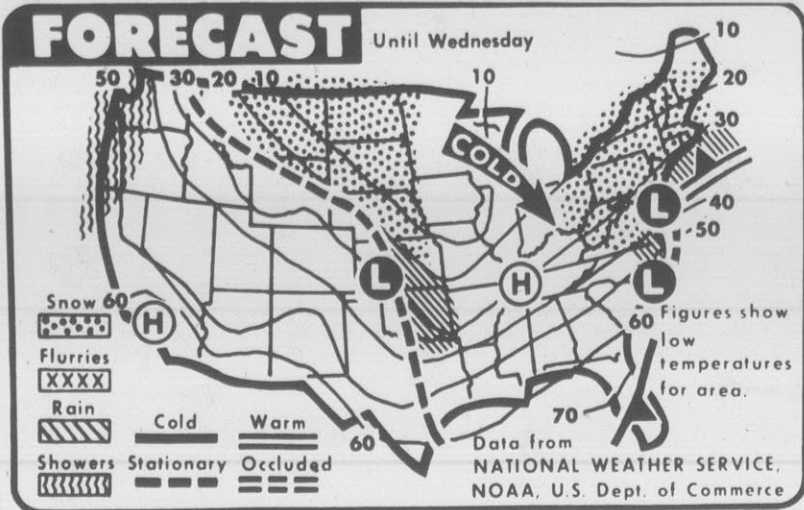 FORECAST
Until Wednesday
50 30 20 10
10
10
20
30
COLD
L
40
50
L
H
L
60
H
Snow
Flurries
XXXX
Rain
Showers
Cold
Warm
Stationary
Occluded
60
70
60
Figures show
low
temperatures
for area.
Data from
NATIONAL WEATHER SERVICE,
NOAA, U.S. Dept. of Commerce